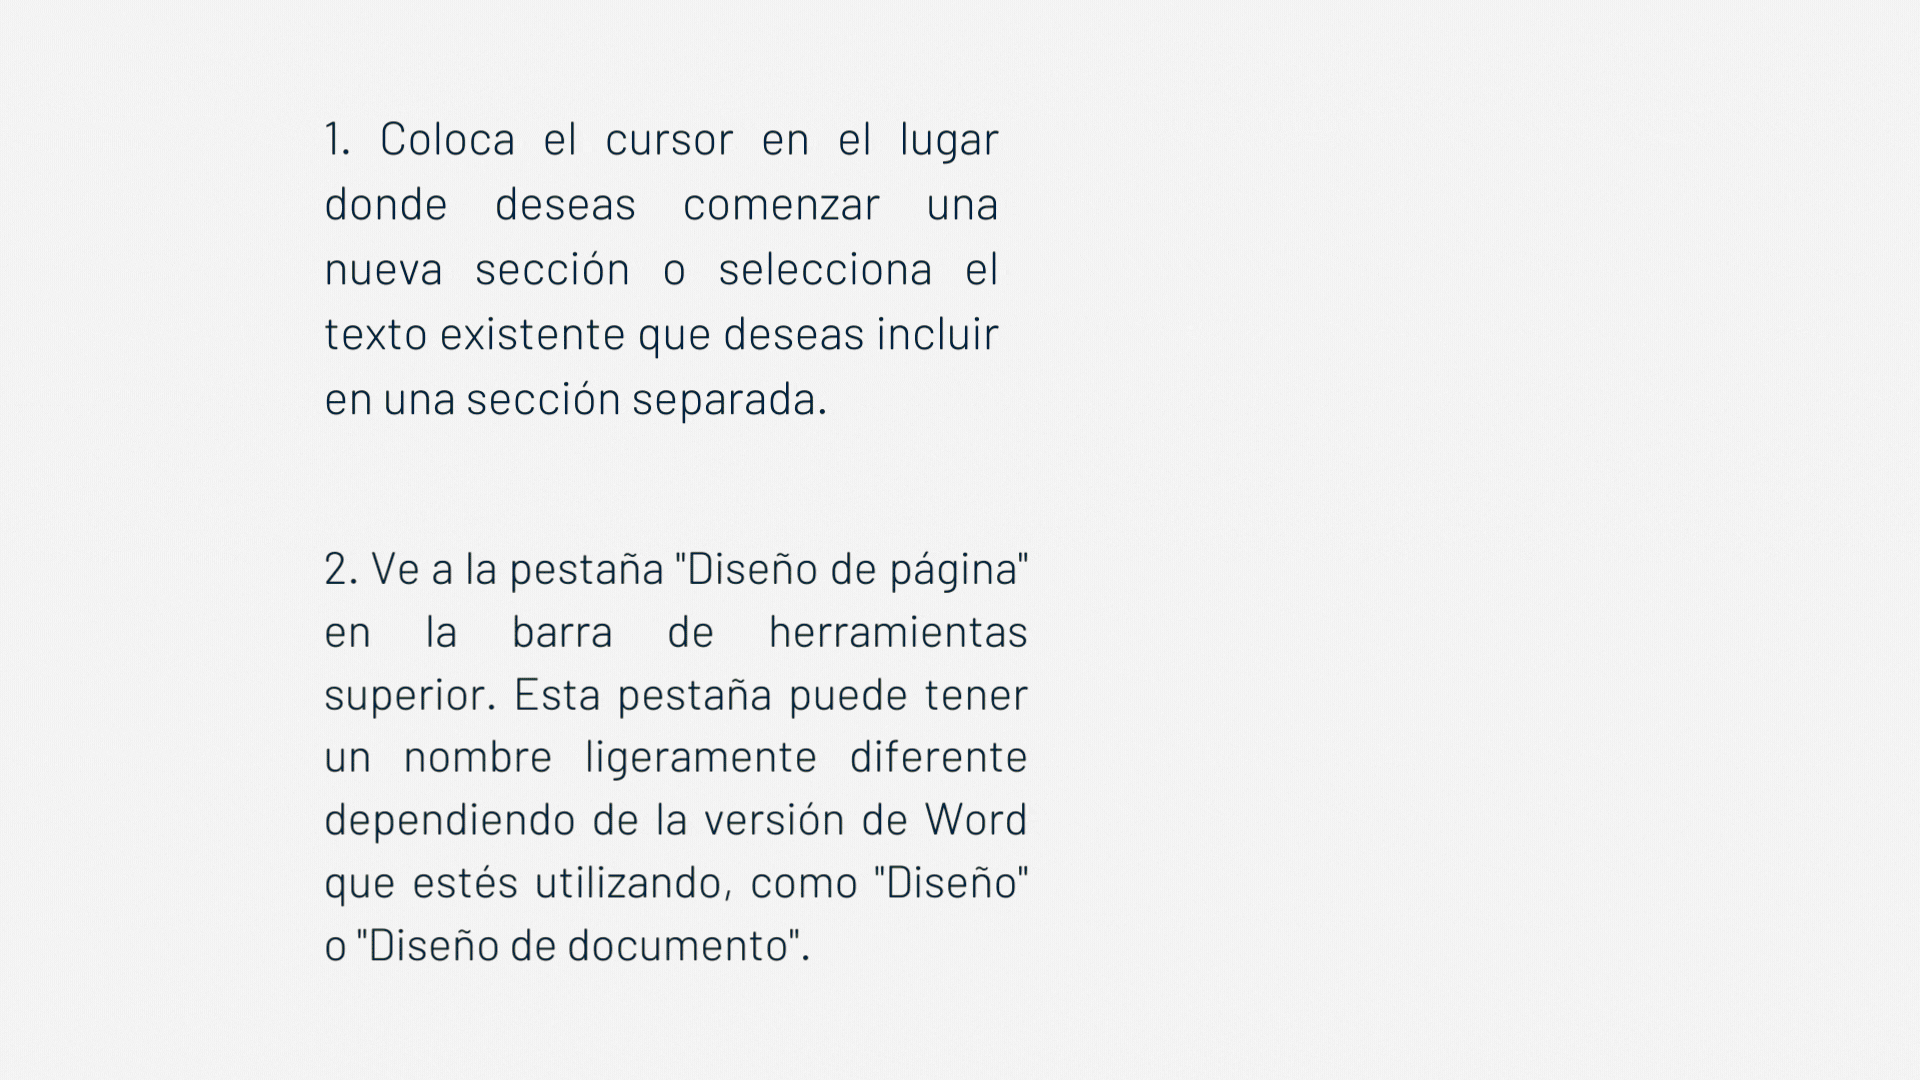 1. Coloca el cursor en el lugar
donde deseas comenzar una
nueva sección o selecciona el
texto existente que deseas incluir
en una sección separada.
2. Ve a la pestaña "Diseño de página"
en la barra de herramientas
superior. Esta pestaña puede tener
un nombre ligeramente diferente
dependiendo de la versión de Word
que estés utilizando, como "Diseño"
o "Diseño de documento".